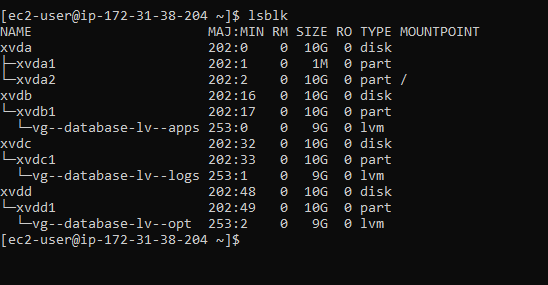 [ec2-user@ip-172-31-38-204 ~]$ lsblk
NAME                      MAJ:MIN RM  SIZE RO TYPE MOUNTPOINT
xvda                      202:0    0   10G  0 disk
├─xvda1                   202:1    0    1M  0 part
└─xvda2                   202:2    0   10G  0 part /
xvdb                      202:16   0   10G  0 disk
└─xvdb1                   202:17   0   10G  0 part
  └─vg--database-lv--apps 253:0    0    9G  0 lvm
xvdc                      202:32   0   10G  0 disk
└─xvdc1                   202:33   0   10G  0 part
  └─vg--database-lv--logs 253:1    0    9G  0 lvm
xvdd                      202:48   0   10G  0 disk
└─xvdd1                   202:49   0   10G  0 part
  └─vg--database-lv--opt  253:2    0    9G  0 lvm
[ec2-user@ip-172-31-38-204 ~]$